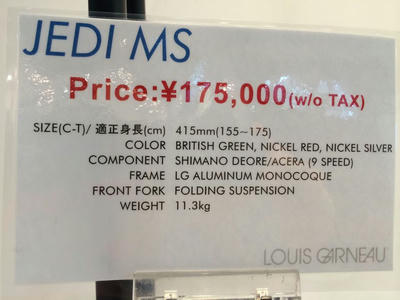 JEDI MS
Price:¥175,000(w/o TAX)
SIZE(C-T)/ 適正身長(cm) 415mm(155~175)
COLOR BRITISH GREEN, NICKEL RED, NICKEL SILVER
COMPONENT SHIMANO DEORE/ACERA (9 SPEED)
FRAME LG ALUMINUM MONOCOQUE
FRONT FORK FOLDING SUSPENSION
WEIGHT 11.3kg
LOUIS GARNEAU